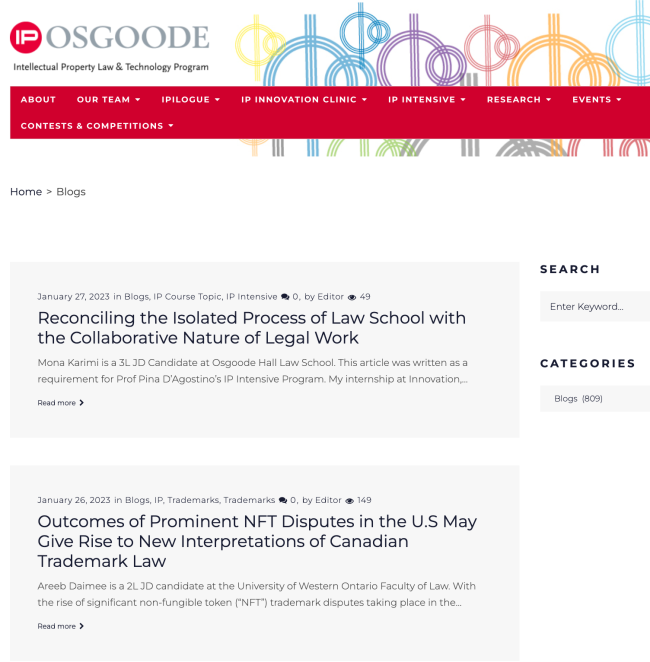 IP OSGOODE
Intellectual Property Law & Technology Program
ABOUT OUR TEAM IPILOGUE IP INNOVATION CLINIC IP INTENSIVE RESEARCH EVENTS
CONTESTS & COMPETITIONS
Home > Blogs
January 27, 2023 in Blogs, IP Course Topic, IP Intensive 0, by Editor 49
Reconciling the Isolated Process of Law School with
the Collaborative Nature of Legal Work
Mona Karimi is a 3L JD Candidate at Osgoode Hall Law School. This article was written as a
requirement for Prof Pina D’Agostino’s IP Intensive Program. My internship at Innovation,...
Read more
January 26, 2023 in Blogs, IP, Trademarks, Trademarks 0, by Editor 149
Outcomes of Prominent NFT Disputes in the U.S May
Give Rise to New Interpretations of Canadian
Trademark Law
Areeb Daimee is a 2L JD candidate at the University of Western Ontario Faculty of Law. With
the rise of significant non-fungible token (“NFT”) trademark disputes taking place in the...
Read more
SEARCH
Enter Keyword...
CATEGORIES
Blogs (809)